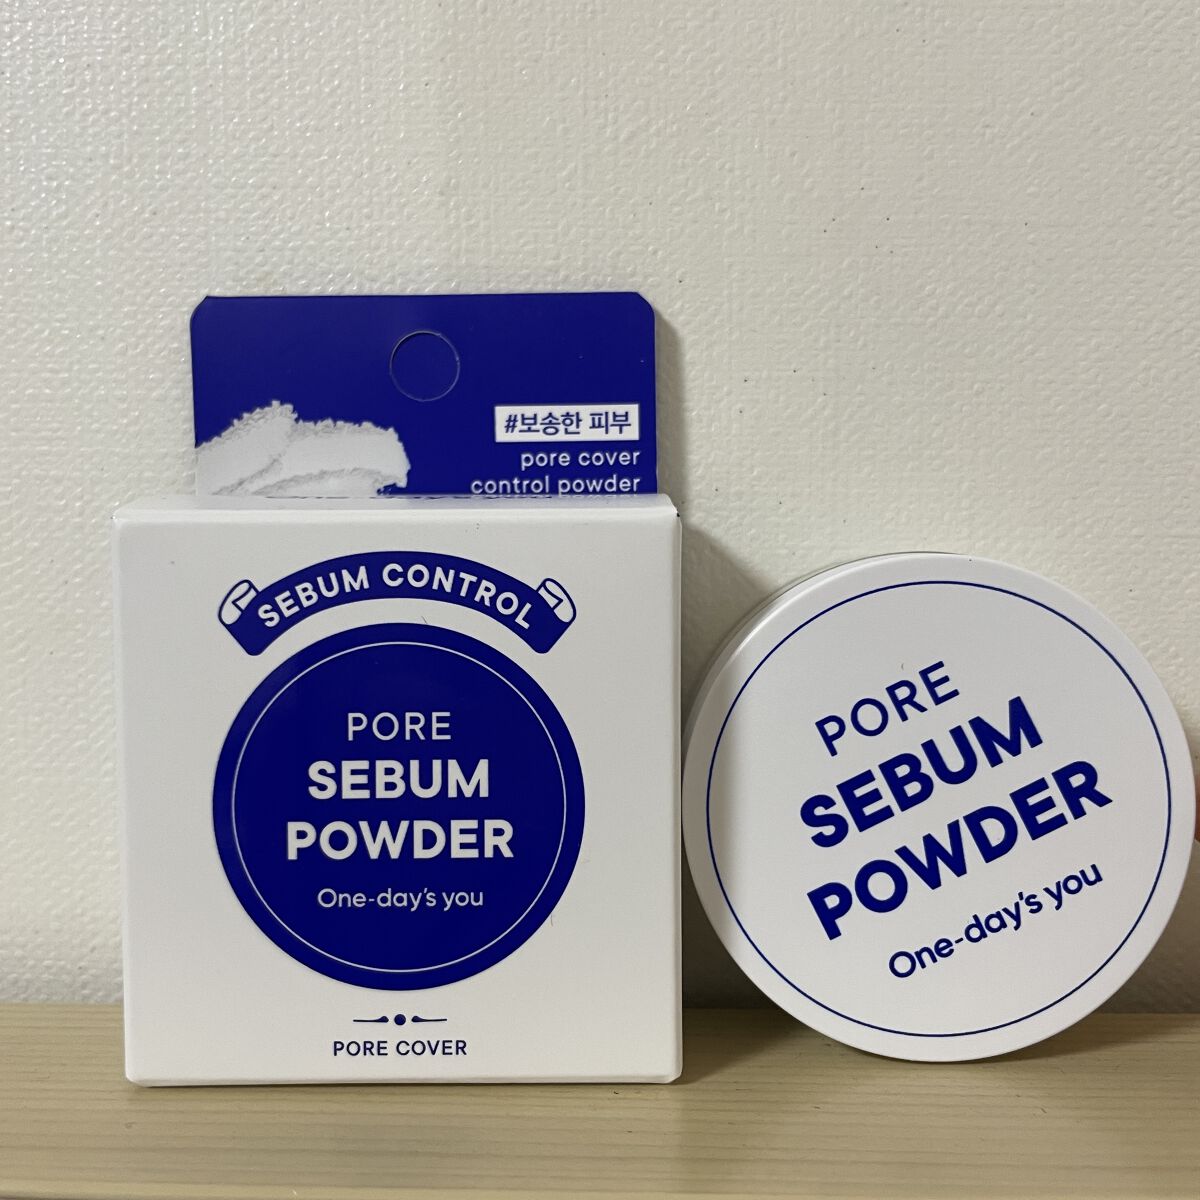 #보송한 피부
pore cover
control powder
SEBUM CONTROL
PORE
SEBUM
POWDER
One-day's you
PORE COVER
PORE
SEBUM
POWDER
One-day's you